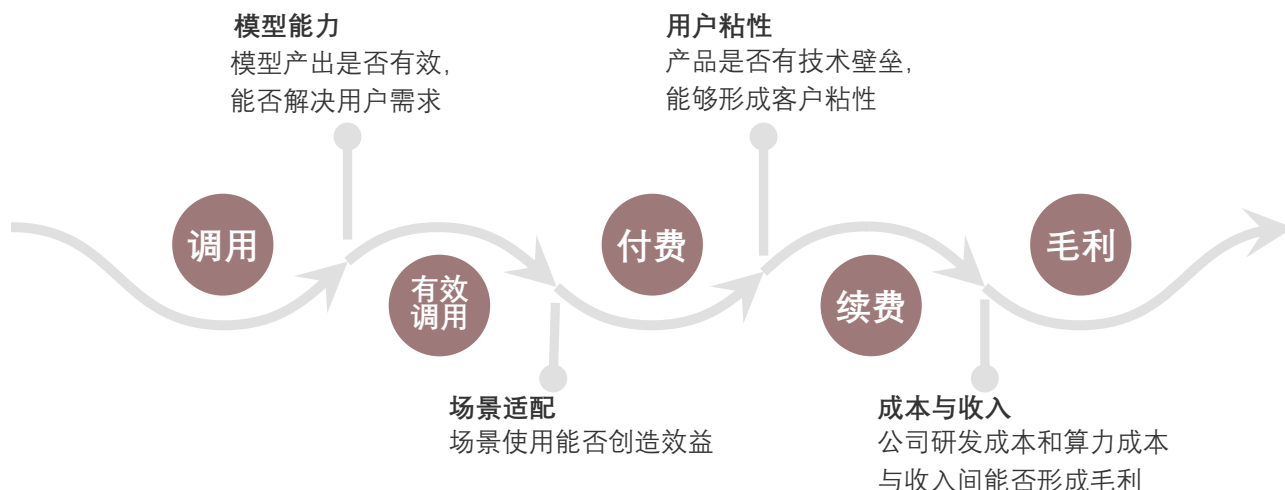 模型能力
模型产出是否有效,
能否解决用户需求
用户粘性
产品是否有技术壁垒,
能够形成客户粘性
调用
有效
调用
付费
续费
毛利
场景适配
场景使用能否创造效益
成本与收入
公司研发成本和算力成本
与收入间能否形成毛利